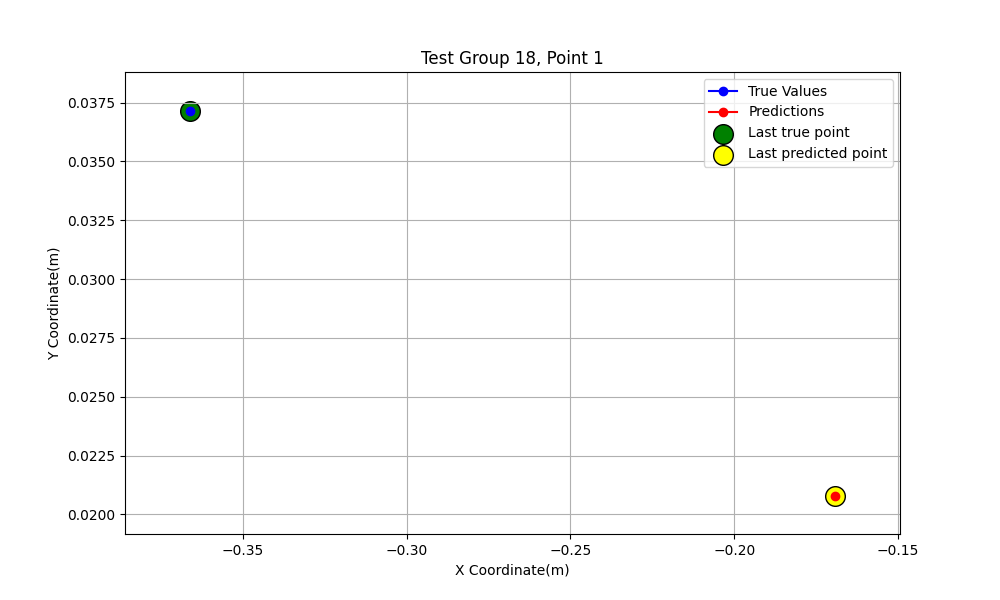 Test Group 18, Point 1
True Values
Predictions
Last true point
Last predicted point
0.0375
0.0350
0.0325
0.0300
0.0275
0.0250
0.0225
0.0200
Y Coordinate(m)
−0.35
−0.30
−0.25
−0.20
−0.15
X Coordinate(m)